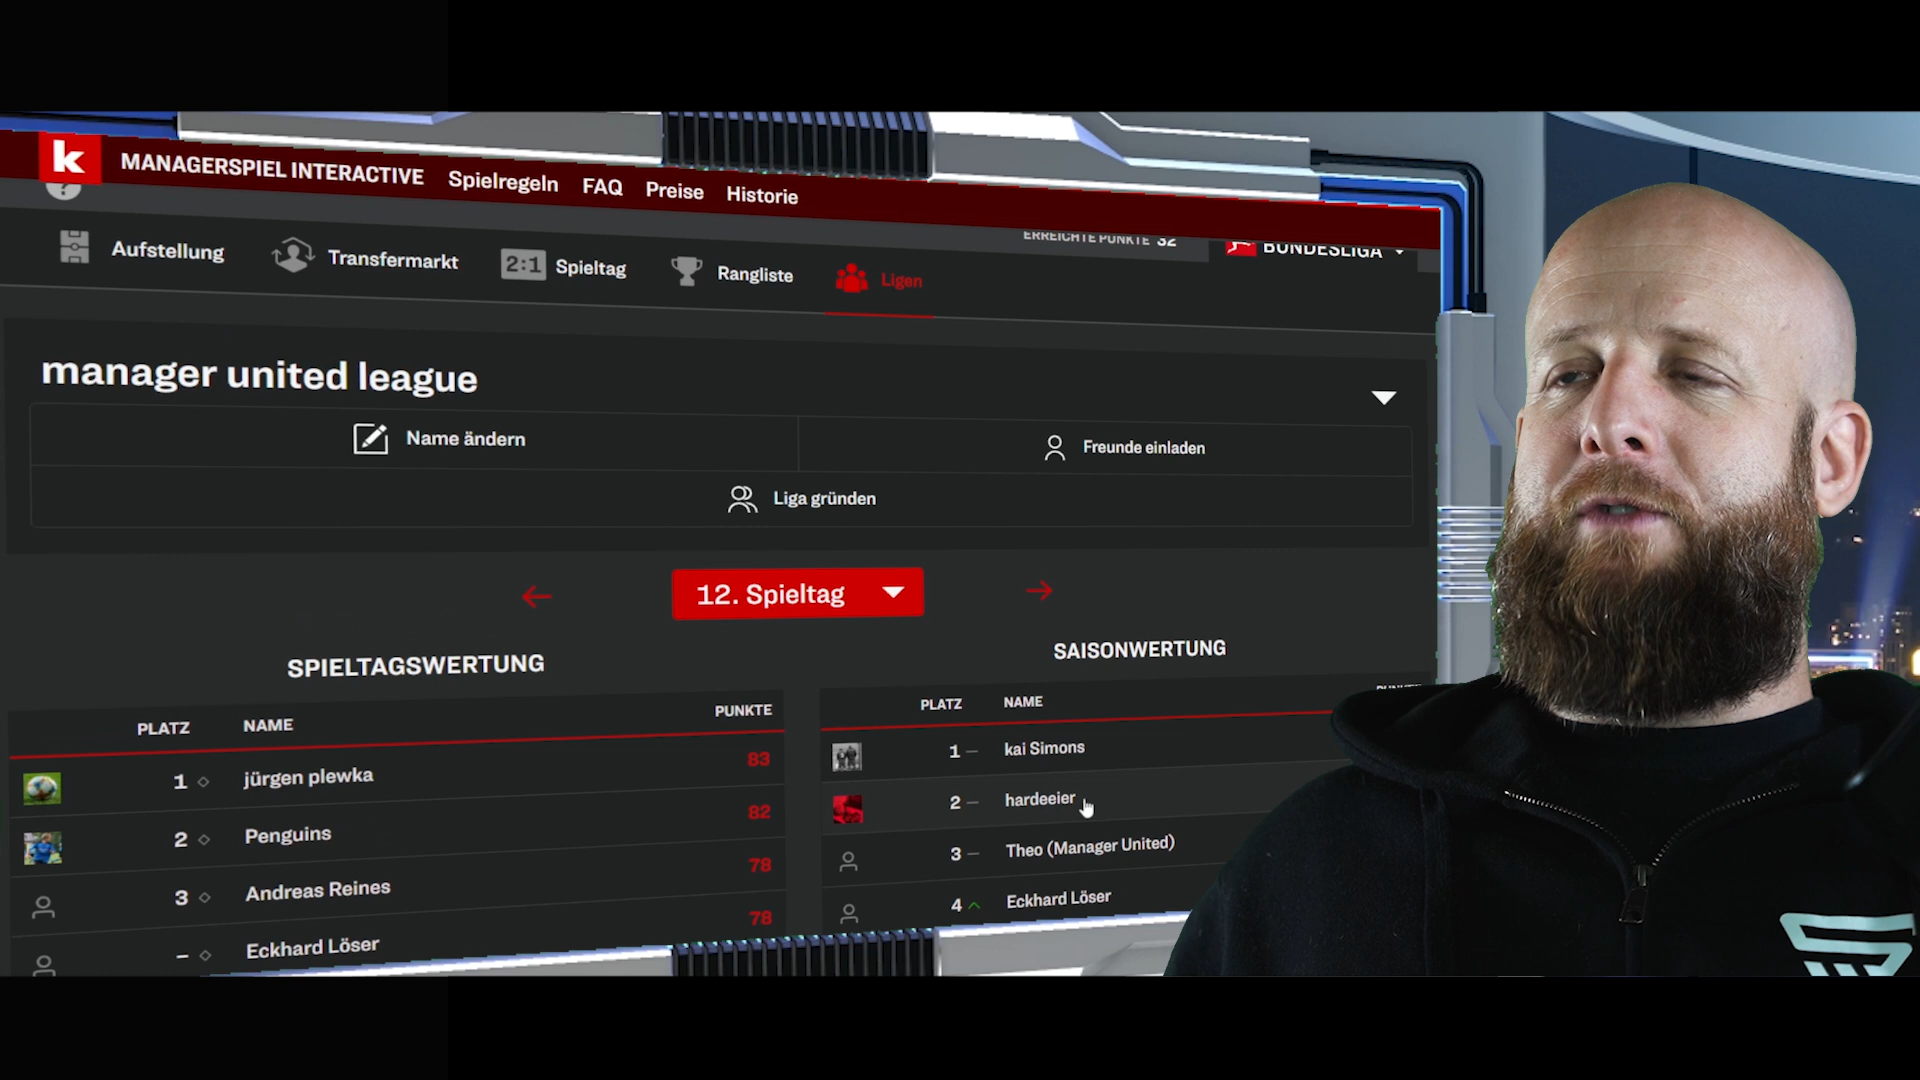 k MANAGERSPIEL INTERACTIVE Spielregeln FAQ Preise Historie
?
ERREICHTE PUNKTE 32
BUNDESLIGA
Aufstellung Transfermarkt 2:1 Spieltag Rangliste Ligen
manager united league
Name ändern Freunde einladen
Liga gründen
12. Spieltag
SPIELTAGSWERTUNG
PLATZ NAME PUNKTE
1 jürgen plewka 83
2 Penguins 82
3 Andreas Reines 78
– Eckhard Löser 78
SAISONWERTUNG
PLATZ NAME PUNKTE
1 – kai Simons
2 – hardeeier
3 – Theo (Manager United)
4 Eckhard Löser